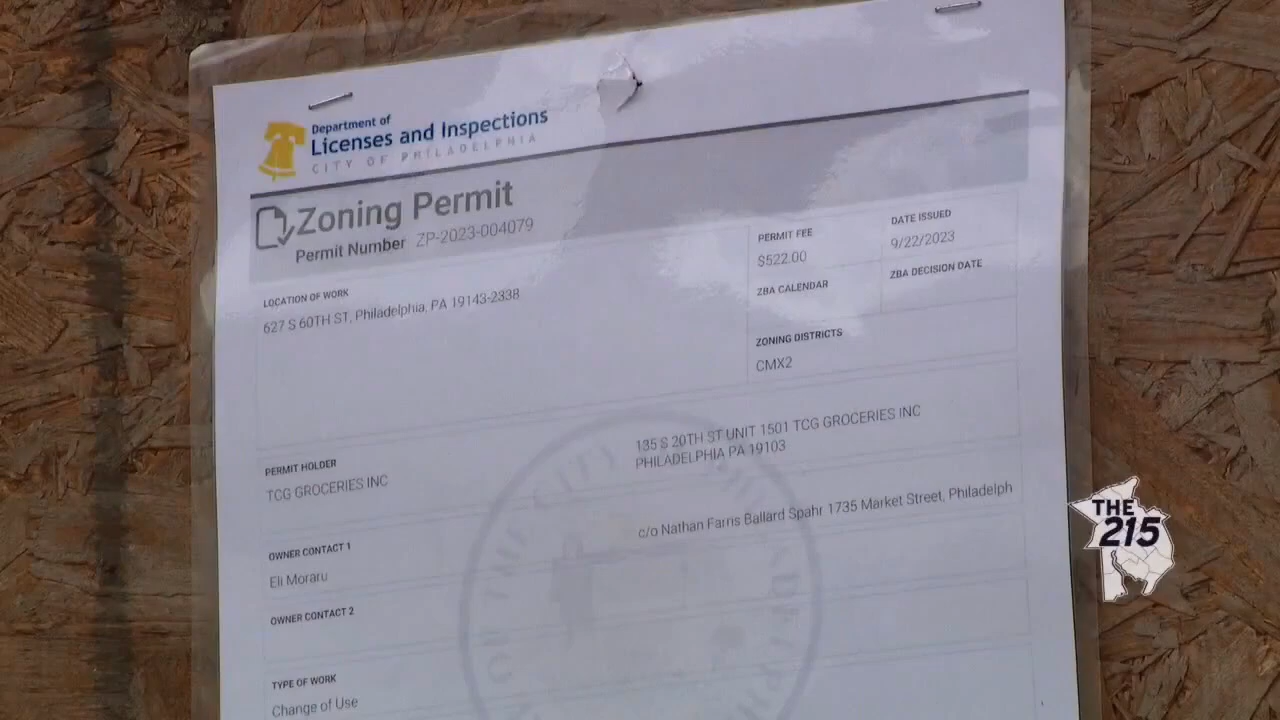 Department of
Licenses and Inspections
CITY OF PHILADELPHIA
Zoning Permit
Permit Number ZP-2023-004079
PERMIT FEE
$522.00
DATE ISSUED
9/22/2023
ZBA CALENDAR
ZBA DECISION DATE
LOCATION OF WORK
627 S 60TH ST, Philadelphia, PA 19143-2338
ZONING DISTRICTS
CMX2
PERMIT HOLDER
TCG GROCERIES INC
135 S 20TH ST UNIT 1501 TCG GROCERIES INC
PHILADELPHIA PA 19103
OWNER CONTACT 1
Eli Moraru
c/o Nathan Farris Ballard Spahr 1735 Market Street, Philadelph
OWNER CONTACT 2
TYPE OF WORK
Change of Use
THE
215